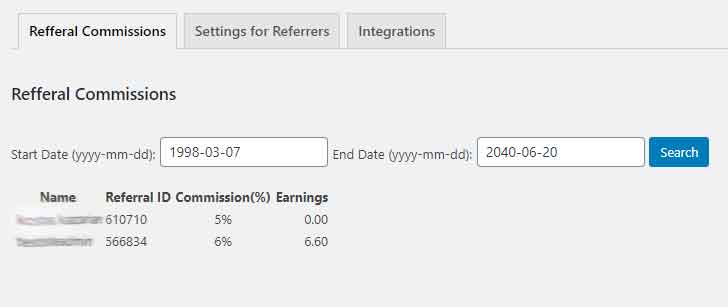 Refferal Commissions Settings for Referrers Integrations
Refferal Commissions
Start Date (yyyy-mm-dd): 1998-03-07 End Date (yyyy-mm-dd): 2040-06-20 Search
Name Referral ID Commission(%) Earnings
610710 5% 0.00
566834 6% 6.60